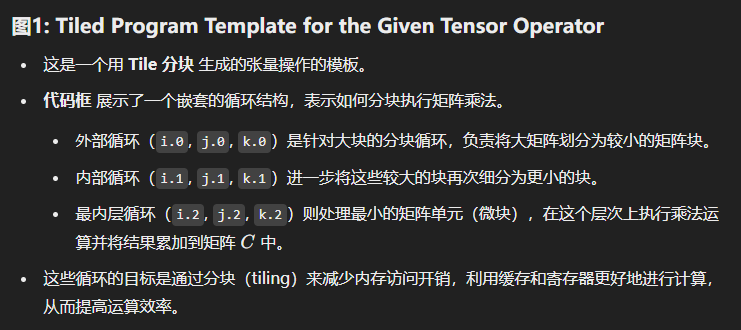 图1: Tiled Program Template for the Given Tensor Operator
• 这是一个用 Tile 分块 生成的张量操作的模板。
• 代码框 展示了一个嵌套的循环结构，表示如何分块执行矩阵乘法。
• 外部循环（i.0, j.0, k.0）是针对大块的分块循环，负责将大矩阵划分为较小的矩阵块。
• 内部循环（i.1, j.1, k.1）进一步将这些较大的块再次细分为更小的块。
• 最内层循环（i.2, j.2, k.2）则处理最小的矩阵单元（微块），在这个层次上执行乘法运
算并将结果累加到矩阵 C 中。
• 这些循环的目标是通过分块（tiling）来减少内存访问开销，利用缓存和寄存器更好地进行计算，
从而提高运算效率。